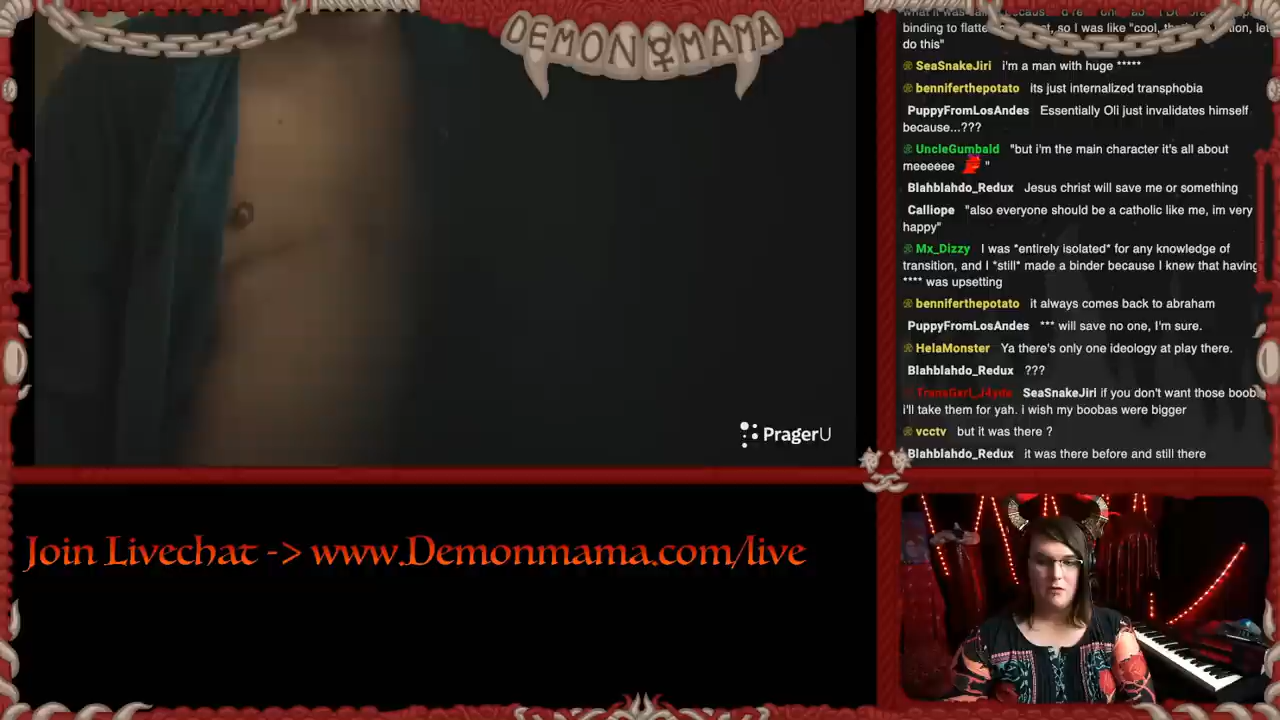 DEMON MAMA
binding to
so I was like "cool,
do this"
SeaSnakeJiri i'm a man with huge *****
benniferthepotato its just internalized transphobia
PuppyFromLosAndes Essentially Oli just invalidates himself
because...???
UncleGumbald "but i'm the main character it's all about
meeeeee "
Blahblahdo_Redux Jesus christ will save me or something
Calliope "also everyone should be a catholic like me, im very
happy"
Mx_Dizzy I was *entirely isolated* for any knowledge of
transition, and I *still* made a binder because I knew that having
**** was upsetting
benniferthepotato it always comes back to abraham
PuppyFromLosAndes *** will save no one, I'm sure.
HelaMonster Ya there's only one ideology at play there.
Blahblahdo_Redux ???
SeaSnakeJiri if you don't want those boob
i'll take them for yah. i wish my boobas were bigger
vcctv but it was there ?
Blahblahdo_Redux it was there before and still there
PragerU
Join Livechat -> www.Demonmama.com/live